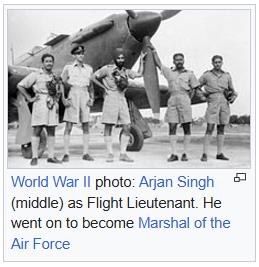 World War II photo: Arjan Singh
(middle) as Flight Lieutenant. He
went on to become Marshal of the
Air Force